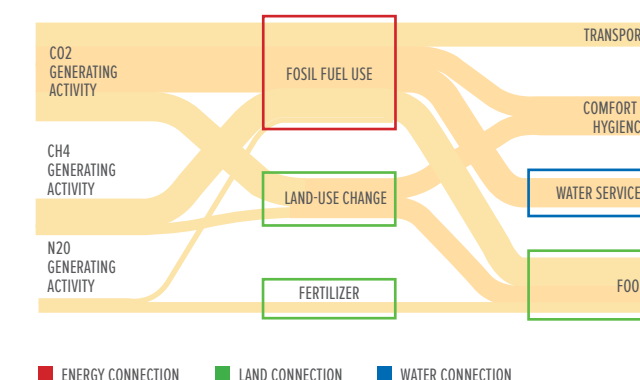 CO2
GENERATING
ACTIVITY
FOSIL FUEL USE
TRANSPOR
COMFORT
HYGIENC
CH4
GENERATING
ACTIVITY
LAND-USE CHANGE
WATER SERVICE
N20
GENERATING
ACTIVITY
FERTILIZER
FOO
ENERGY CONNECTION
LAND CONNECTION
WATER CONNECTION